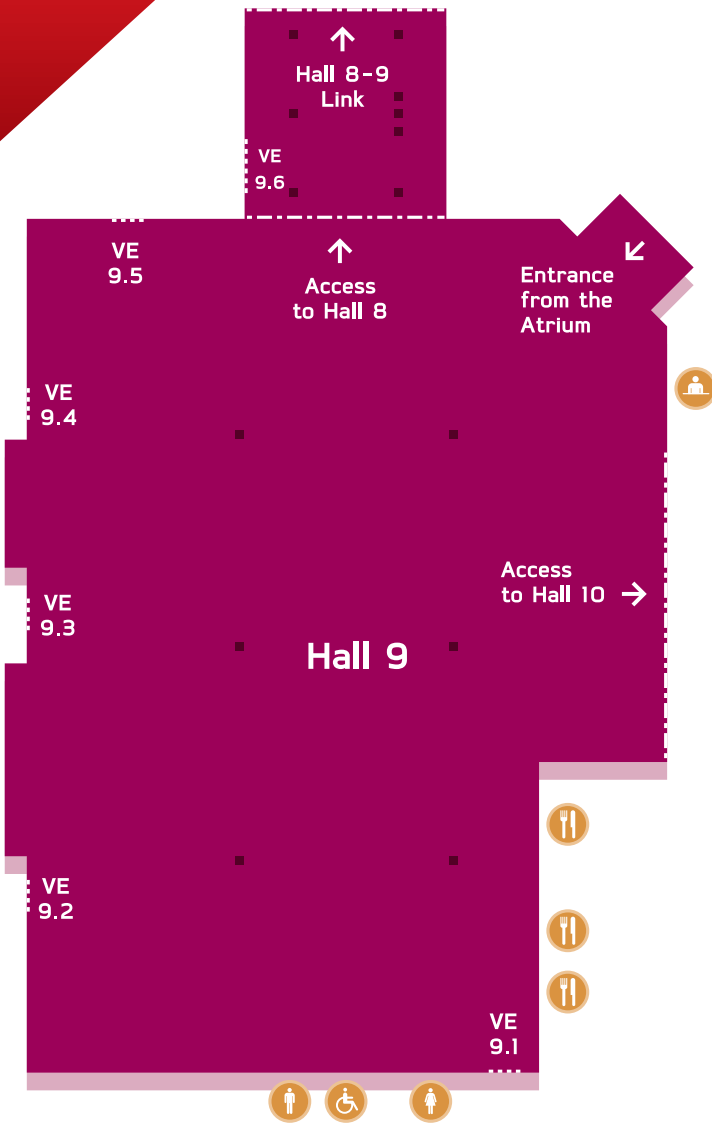 Hall 8-9
Link
VE
9.6
VE
9.5
Access
to Hall 8
Entrance
from the
Atrium
VE
9.4
Access
to Hall 10
VE
9.3
Hall 9
VE
9.2
VE
9.1